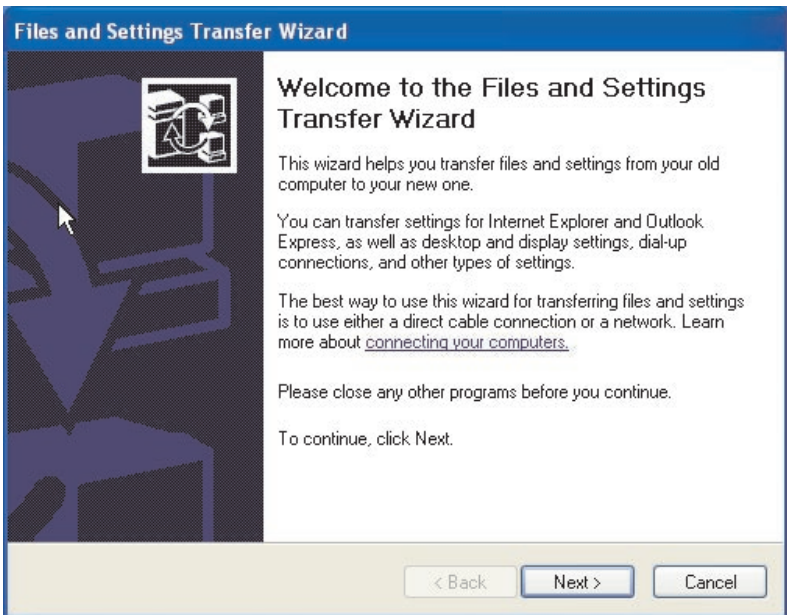 Files and Settings Transfer Wizard
Welcome to the Files and Settings
Transfer Wizard
This wizard helps you transfer files and settings from your old
computer to your new one.
You can transfer settings for Internet Explorer and Outlook
Express, as well as desktop and display settings, dial-up
connections, and other types of settings.
The best way to use this wizard for transferring files and settings
is to use either a direct cable connection or a network. Learn
more about connecting your computers.
Please close any other programs before you continue.
To continue, click Next.
< Back Next > Cancel